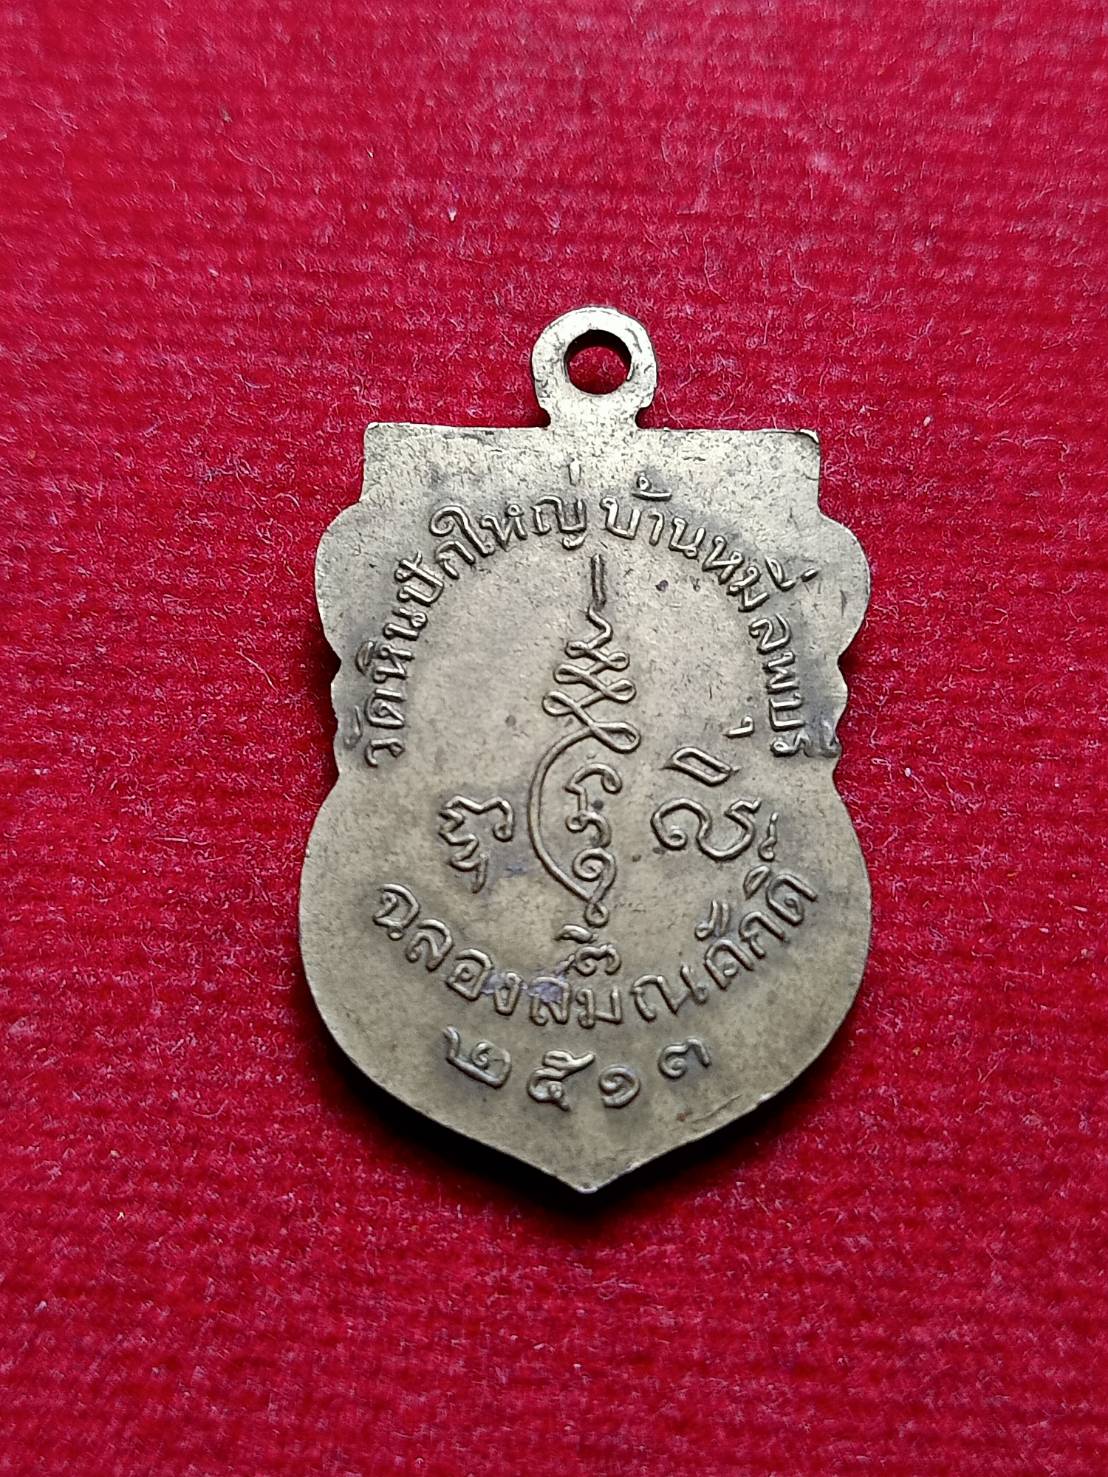 วัดหินปักใหญ่ บ้านหมี่ ลพบุรี
ฉลองสมณศักดิ์
๒๕๑๓